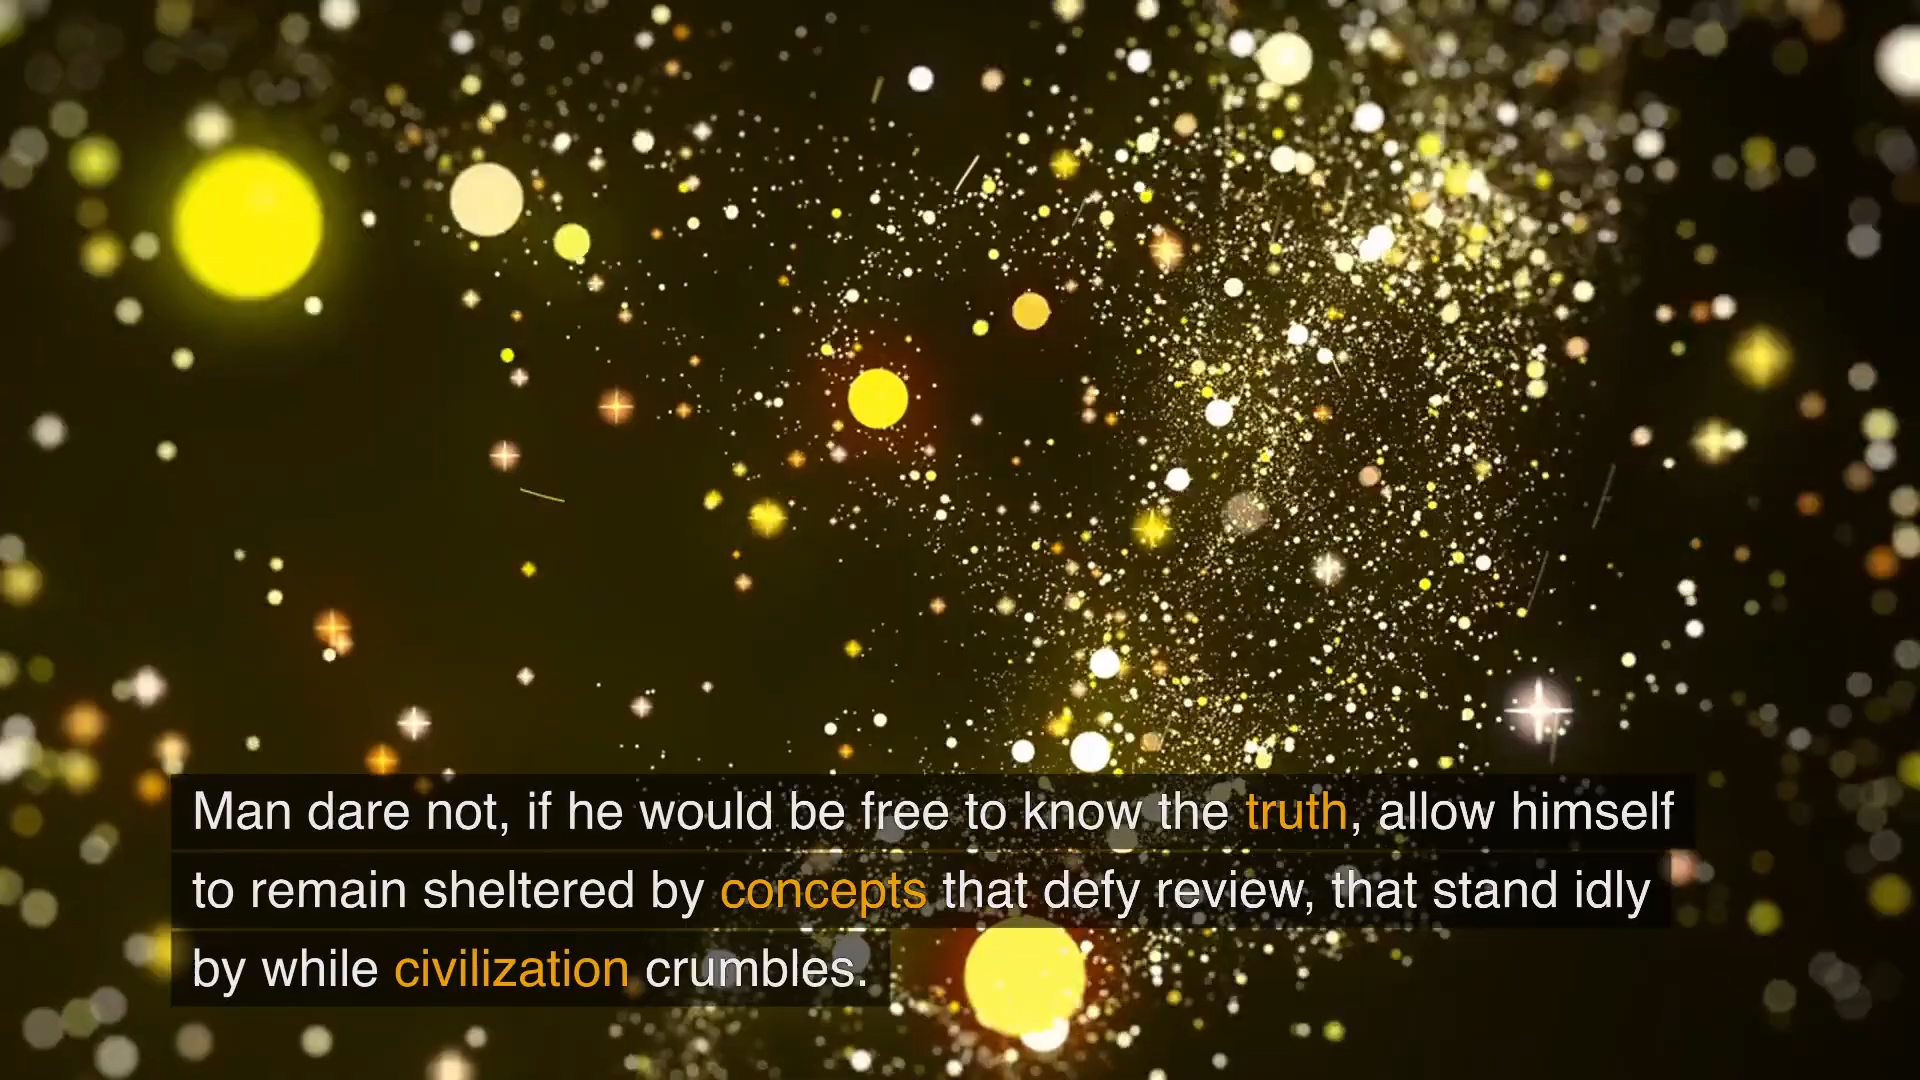 Man dare not, if he would be free to know the truth, allow himself
to remain sheltered by concepts that defy review, that stand idly
by while civilization crumbles.